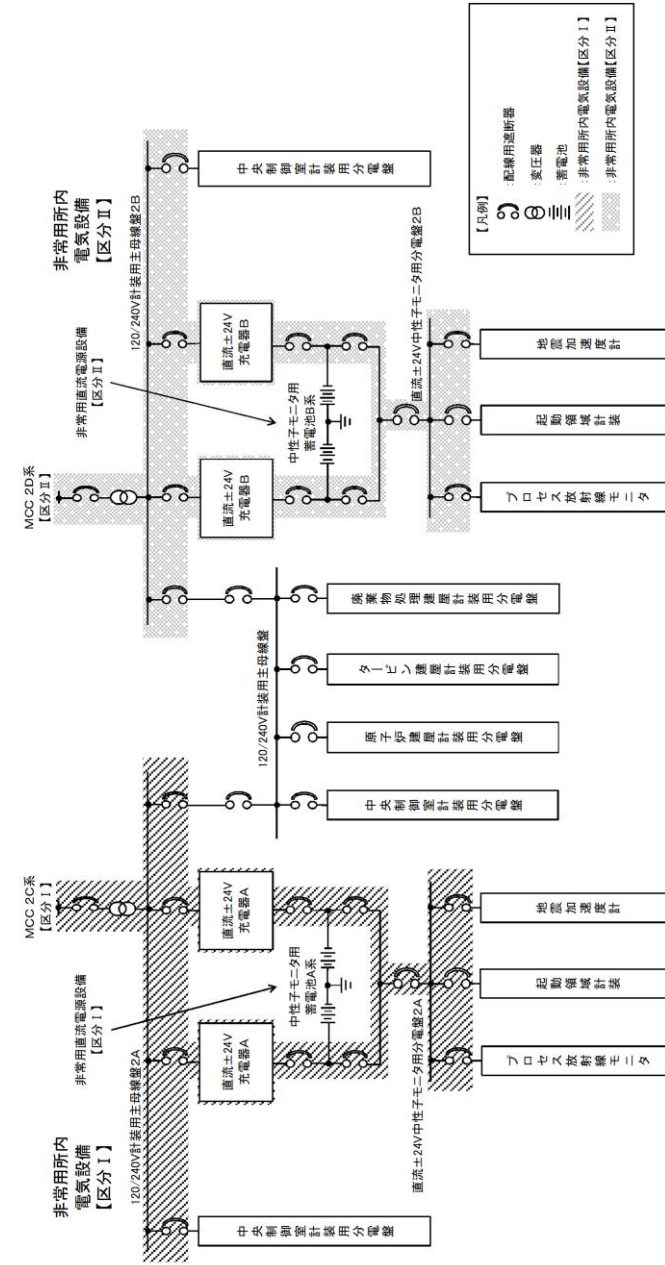 非常用所内
電気設備
【区分Ⅰ】
120/240V計装用主母線盤2A
非常用直流電源設備
【区分Ⅰ】
MCC 2C系
【区分Ⅰ】
中央制御室計装用分電盤
直流±24V
充電器A
直流±24V
充電器A
中性子モニタ用
蓄電池A系
直流±24V中性子モニタ用分電盤2A
プロセス放射線モニタ
起動領域計装
地震加速度計
120/240V計装用主母線盤
中央制御室計装用分電盤
原子炉建屋計装用分電盤
タービン建屋計装用分電盤
廃棄物処理建屋計装用分電盤
MCC 2D系
【区分Ⅱ】
非常用直流電源設備
【区分Ⅱ】
非常用所内
電気設備
【区分Ⅱ】
120/240V計装用主母線盤2B
直流±24V
充電器B
直流±24V
充電器B
中央制御室計装用分電盤
中性子モニタ用
蓄電池B系
直流±24V中性子モニタ用分電盤2B
プロセス放射線モニタ
起動領域計装
地震加速度計
【凡例】
:配線用遮断器
:変圧器
:蓄電池
:非常用所内電気設備【区分Ⅰ】
:非常用所内電気設備【区分Ⅱ】